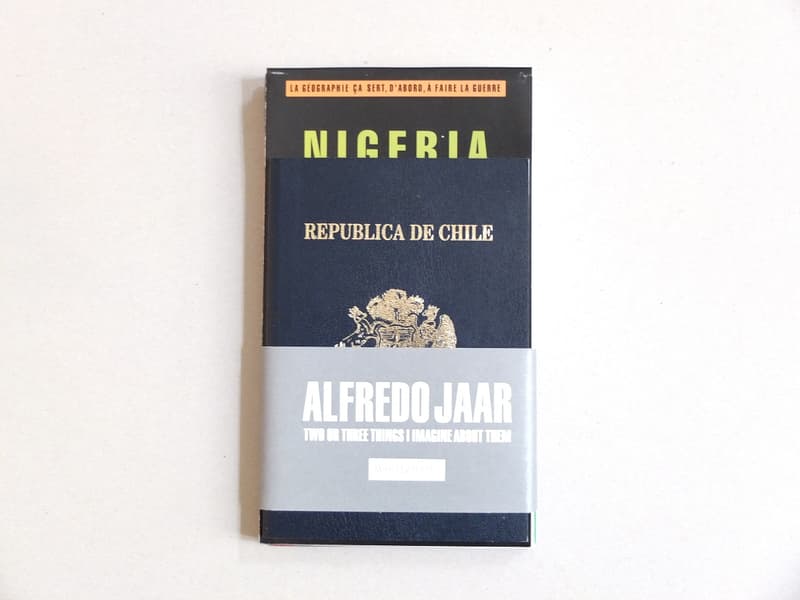 LA GÉOGRAPHIE ÇA SERT, D'ABORD, À FAIRE LA GUERRE
NIGERIA
REPUBLICA DE CHILE
ALFREDO JAAR
TWO OR THREE THINGS I IMAGINE ABOUT THEM